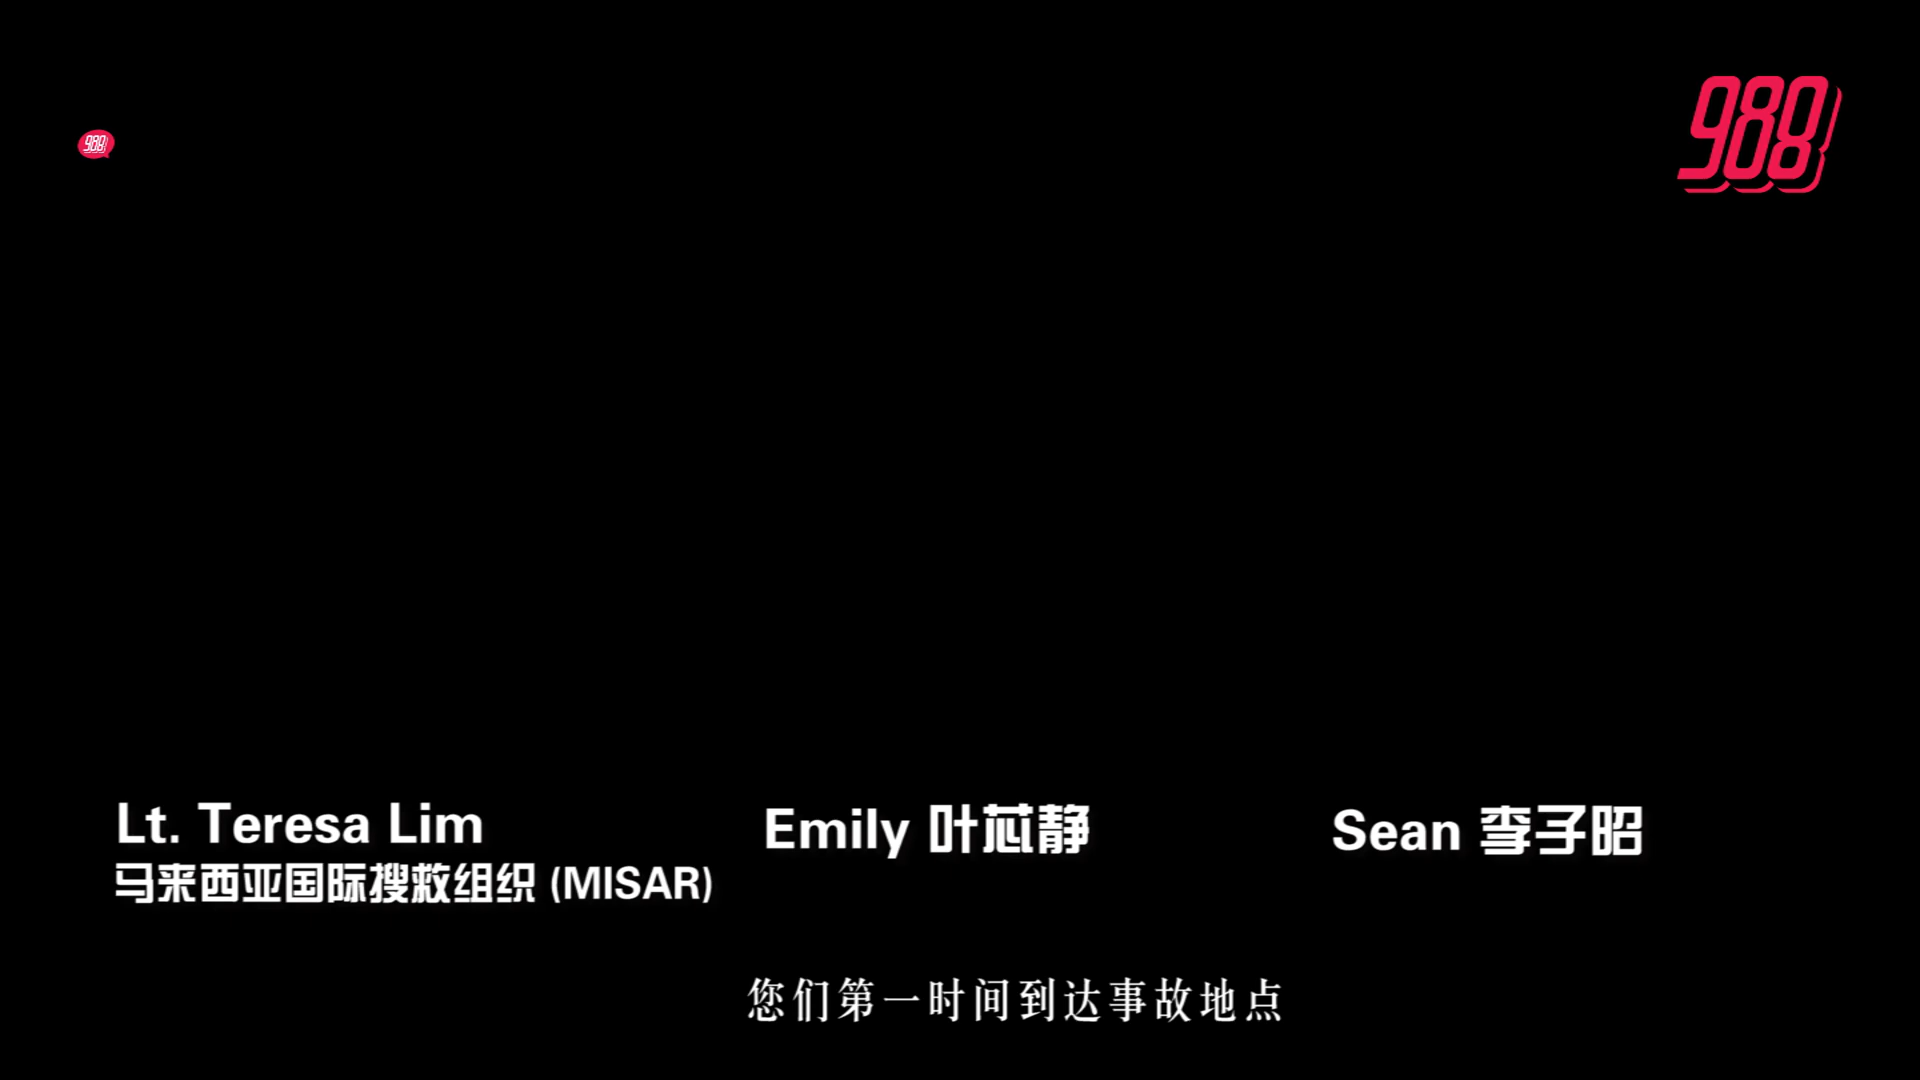 988
988
Lt. Teresa Lim
马来西亚国际搜救组织 (MISAR)
Emily 叶芯静
Sean 李子昭
您们第一时间到达事故地点